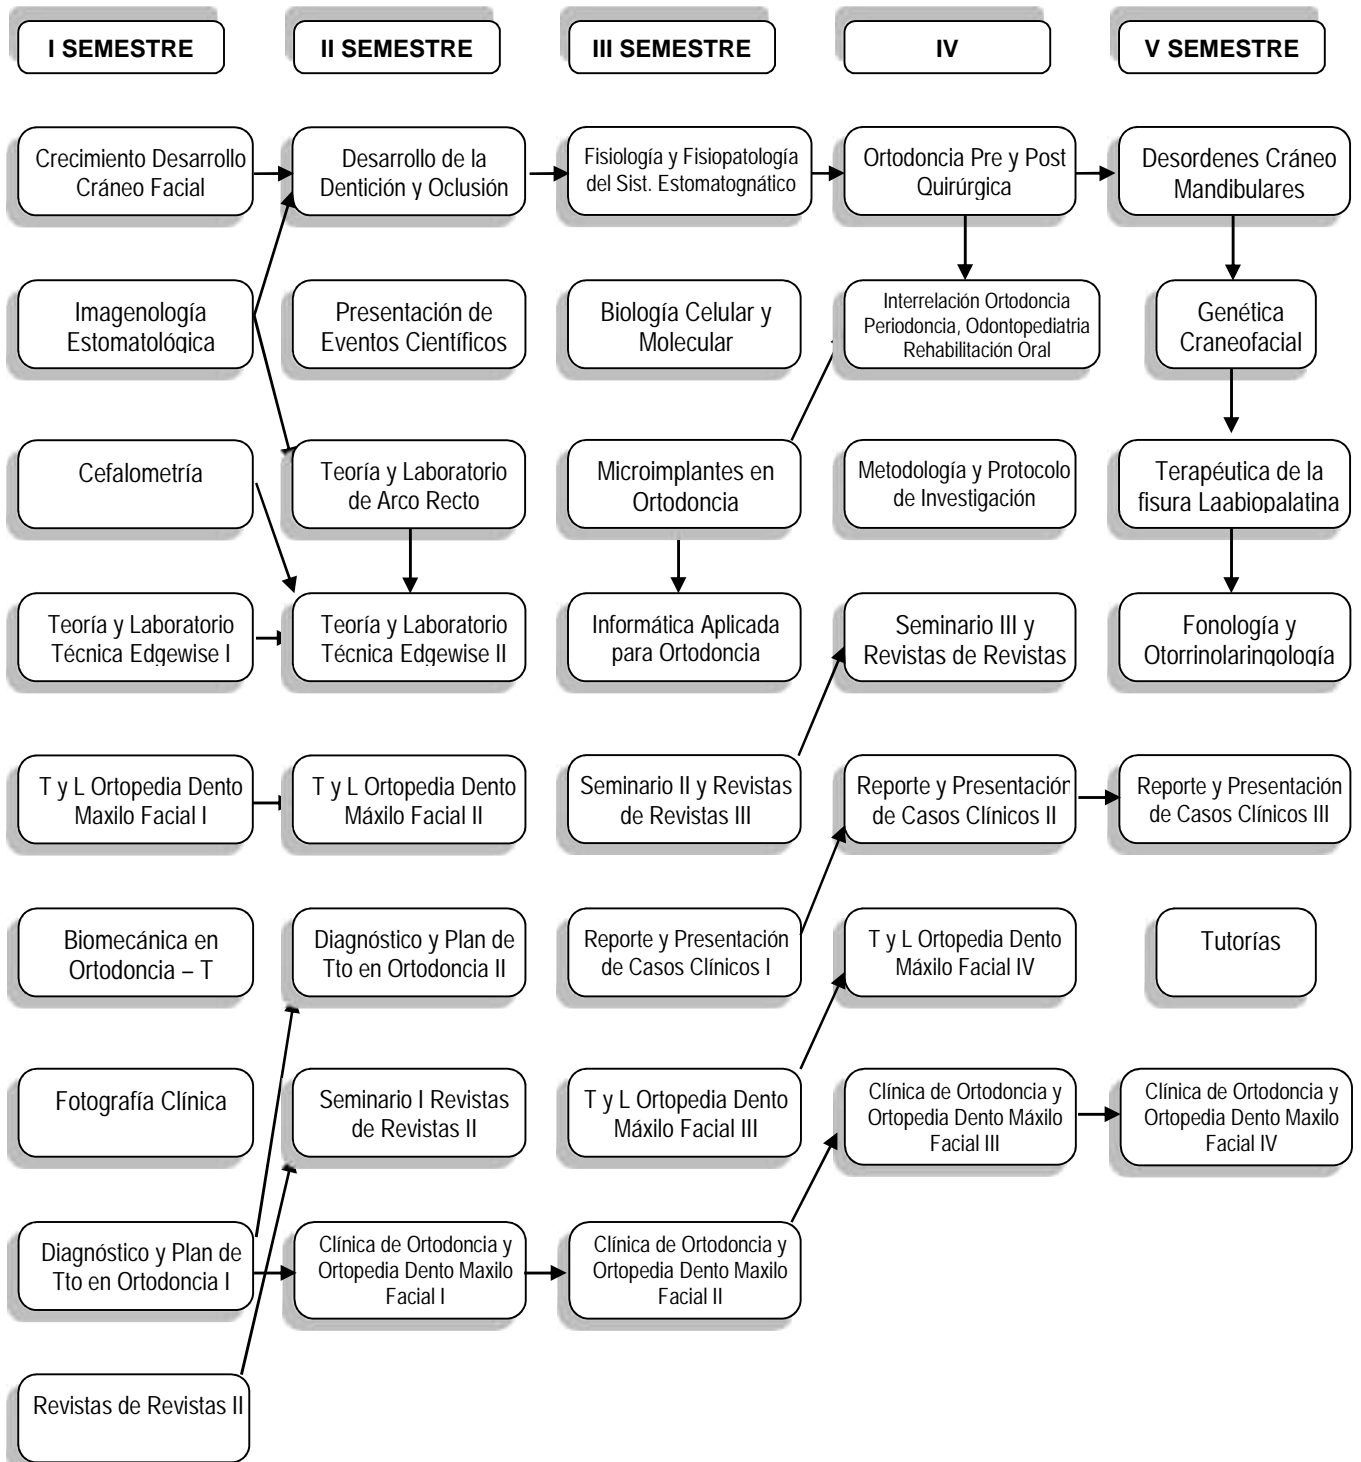 I SEMESTRE
II SEMESTRE
III SEMESTRE
IV
V SEMESTRE
Crecimiento Desarrollo
Cráneo Facial
Desarrollo de la
Dentición y Oclusión
Fisiología y Fisiopatología
del Sist. Estomatognático
Ortodoncia Pre y Post
Quirúrgica
Desordenes Cráneo
Mandibulares
Imagenología
Estomatológica
Presentación de
Eventos Científicos
Biología Celular y
Molecular
Interrelación Ortodoncia
Periodoncia, Odontopediatria
Rehabilitación Oral
Genética
Craneofacial
Cefalometría
Teoría y Laboratorio
de Arco Recto
Microimplantes en
Ortodoncia
Metodología y Protocolo
de Investigación
Terapéutica de la
fisura Laabiopalatina
Teoría y Laboratorio
Técnica Edgewise I
Teoría y Laboratorio
Técnica Edgewise II
Informática Aplicada
para Ortodoncia
Seminario III y
Revistas de Revistas
Fonología y
Otorrinolaringología
T y L Ortopedia Dento
Maxilo Facial I
T y L Ortopedia Dento
Máxilo Facial II
Seminario II y Revistas
de Revistas III
Reporte y Presentación
de Casos Clínicos II
Reporte y Presentación
de Casos Clínicos III
Biomecánica en
Ortodoncia – T
Diagnóstico y Plan de
Tto en Ortodoncia II
Reporte y Presentación
de Casos Clínicos I
T y L Ortopedia Dento
Máxilo Facial IV
Tutorías
Fotografía Clínica
Seminario I Revistas
de Revistas II
T y L Ortopedia Dento
Máxilo Facial III
Clínica de Ortodoncia y
Ortopedia Dento Máxilo
Facial III
Clínica de Ortodoncia y
Ortopedia Dento Maxilo
Facial IV
Diagnóstico y Plan de
Tto en Ortodoncia I
Clínica de Ortodoncia y
Ortopedia Dento Maxilo
Facial I
Clínica de Ortodoncia y
Ortopedia Dento Maxilo
Facial II
Revistas de Revistas II